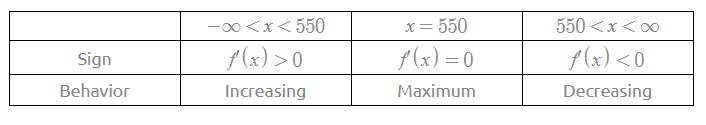 −∞ < x < 550 x = 550 550 < x < ∞
Sign f′(x) > 0 f′(x) = 0 f′(x) < 0
Behavior Increasing Maximum Decreasing